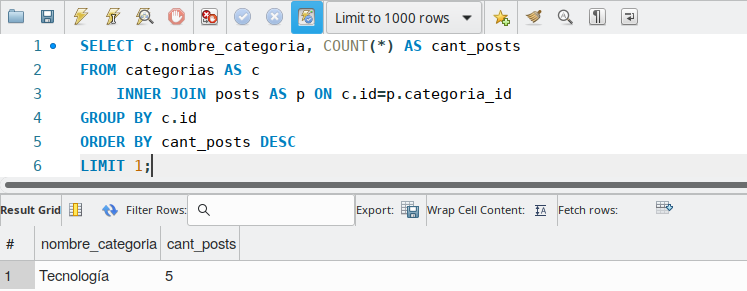 Limit to 1000 rows
1 SELECT c.nombre_categoria, COUNT(*) AS cant_posts
2 FROM categorias AS c
3 INNER JOIN posts AS p ON c.id=p.categoria_id
4 GROUP BY c.id
5 ORDER BY cant_posts DESC
6 LIMIT 1;
Result Grid Filter Rows: Export: Wrap Cell Content: Fetch rows:
# nombre_categoria cant_posts
1 Tecnología 5